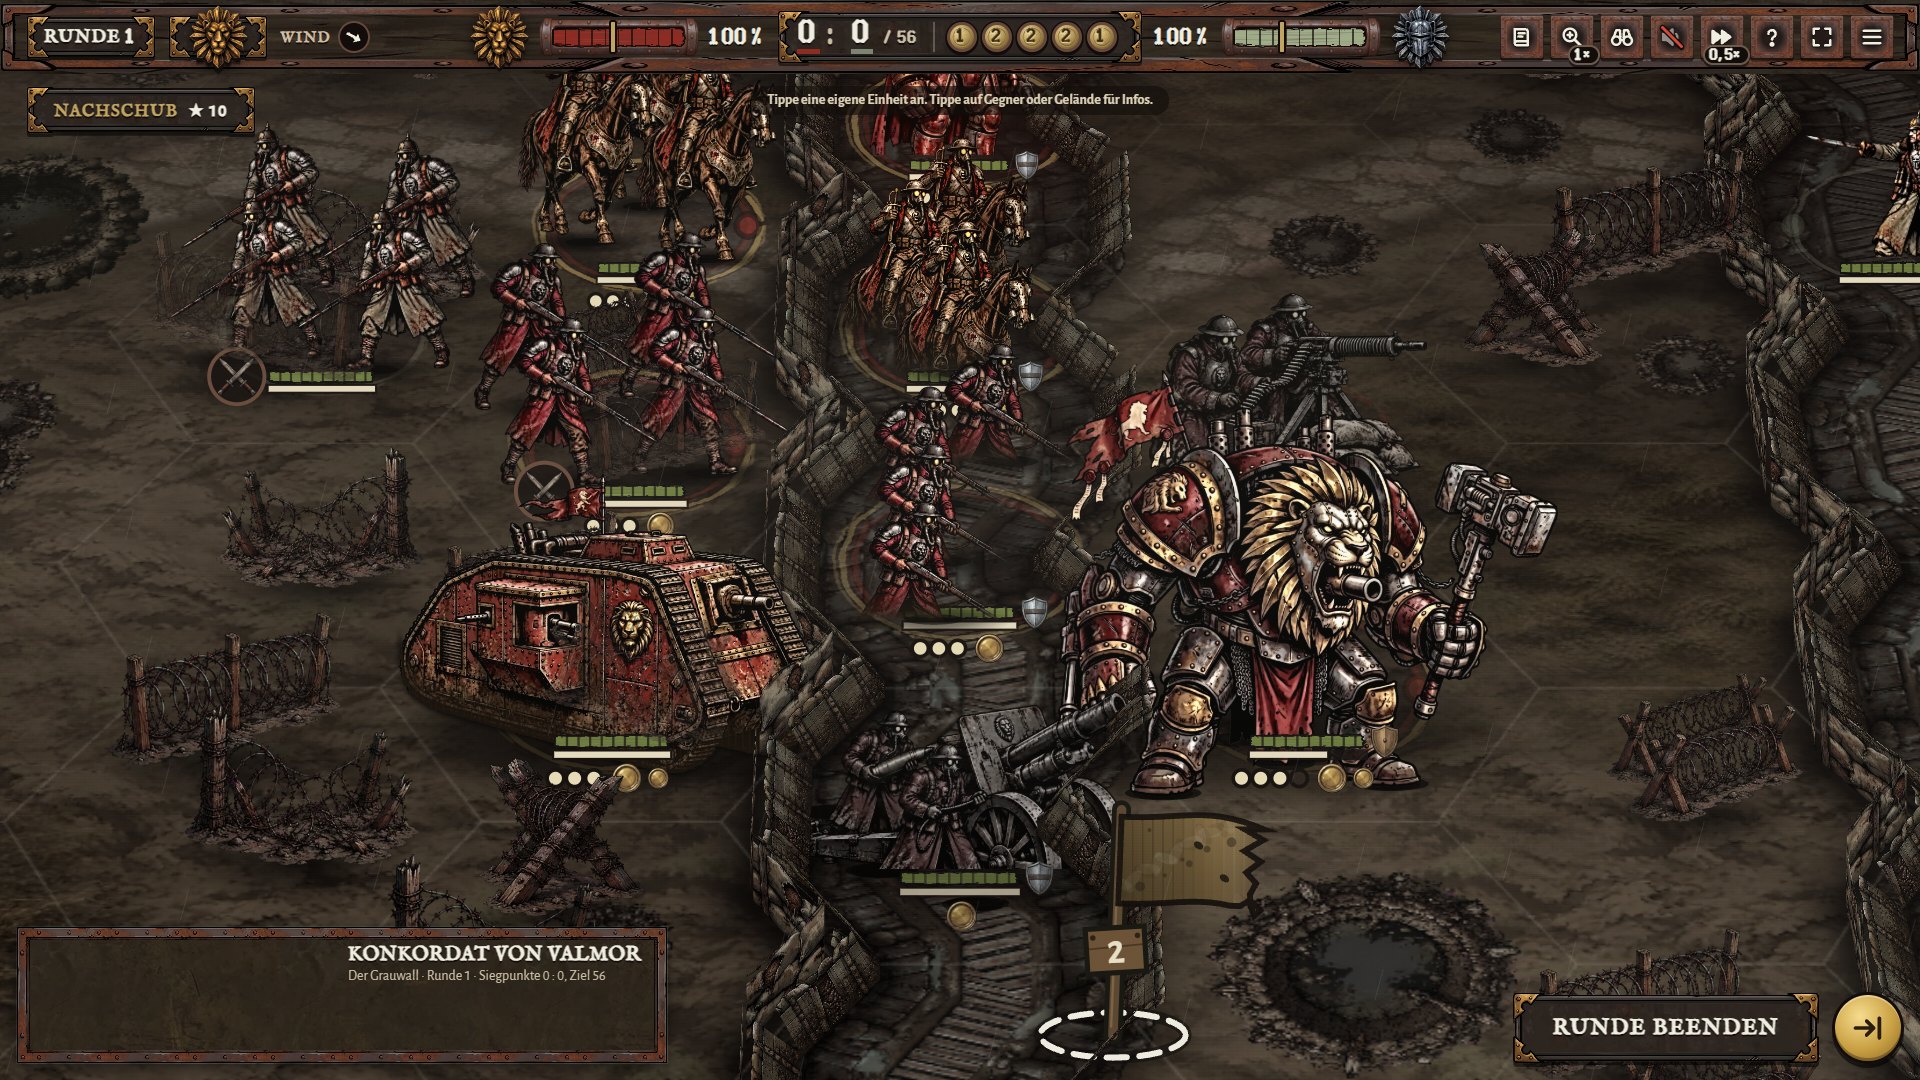 RUNDE 1
WIND
100 %
0 : 0 / 56
1 2 2 2 1
100 %
1x
0,5x
?
NACHSCHUB ★ 10
Tippe eine eigene Einheit an. Tippe auf Gegner oder Gelände für Infos.
2
KONKORDAT VON VALMOR
Der Grauwall · Runde 1 · Siegpunkte 0 : 0, Ziel 56
RUNDE BEENDEN